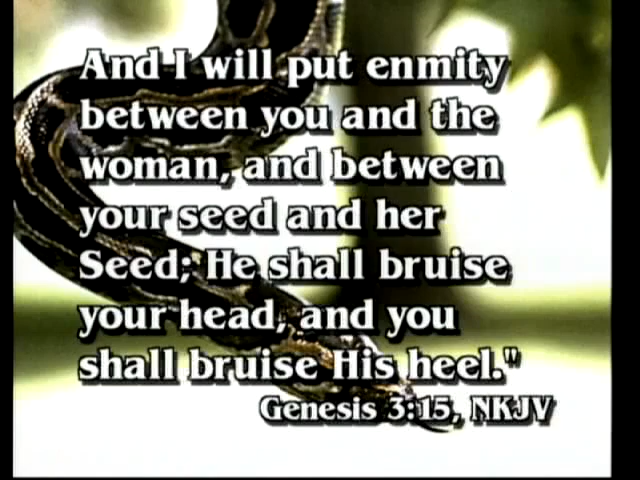 And I will put enmity
between you and the
woman, and between
your seed and her
Seed; He shall bruise
your head, and you
shall bruise His heel."
Genesis 3:15, NKJV